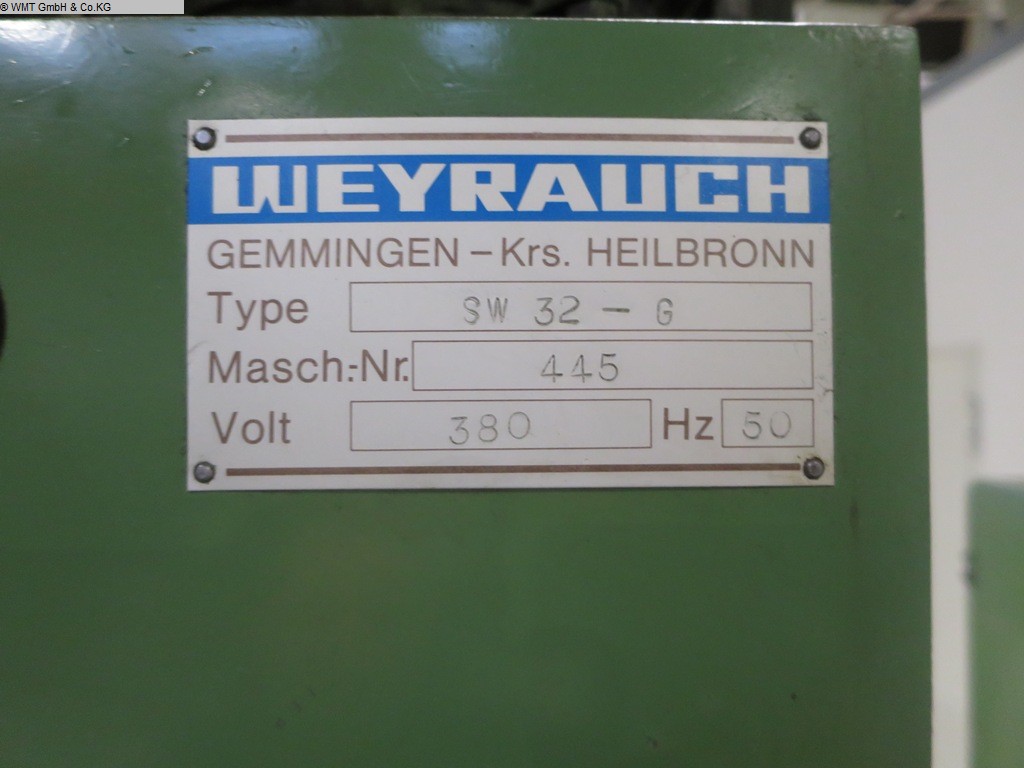 © WMT GmbH & Co.KG
WEYRAUCH
GEMMINGEN – Krs. HEILBRONN
Type SW 32 – G
Masch.-Nr. 445
Volt 380 Hz 50